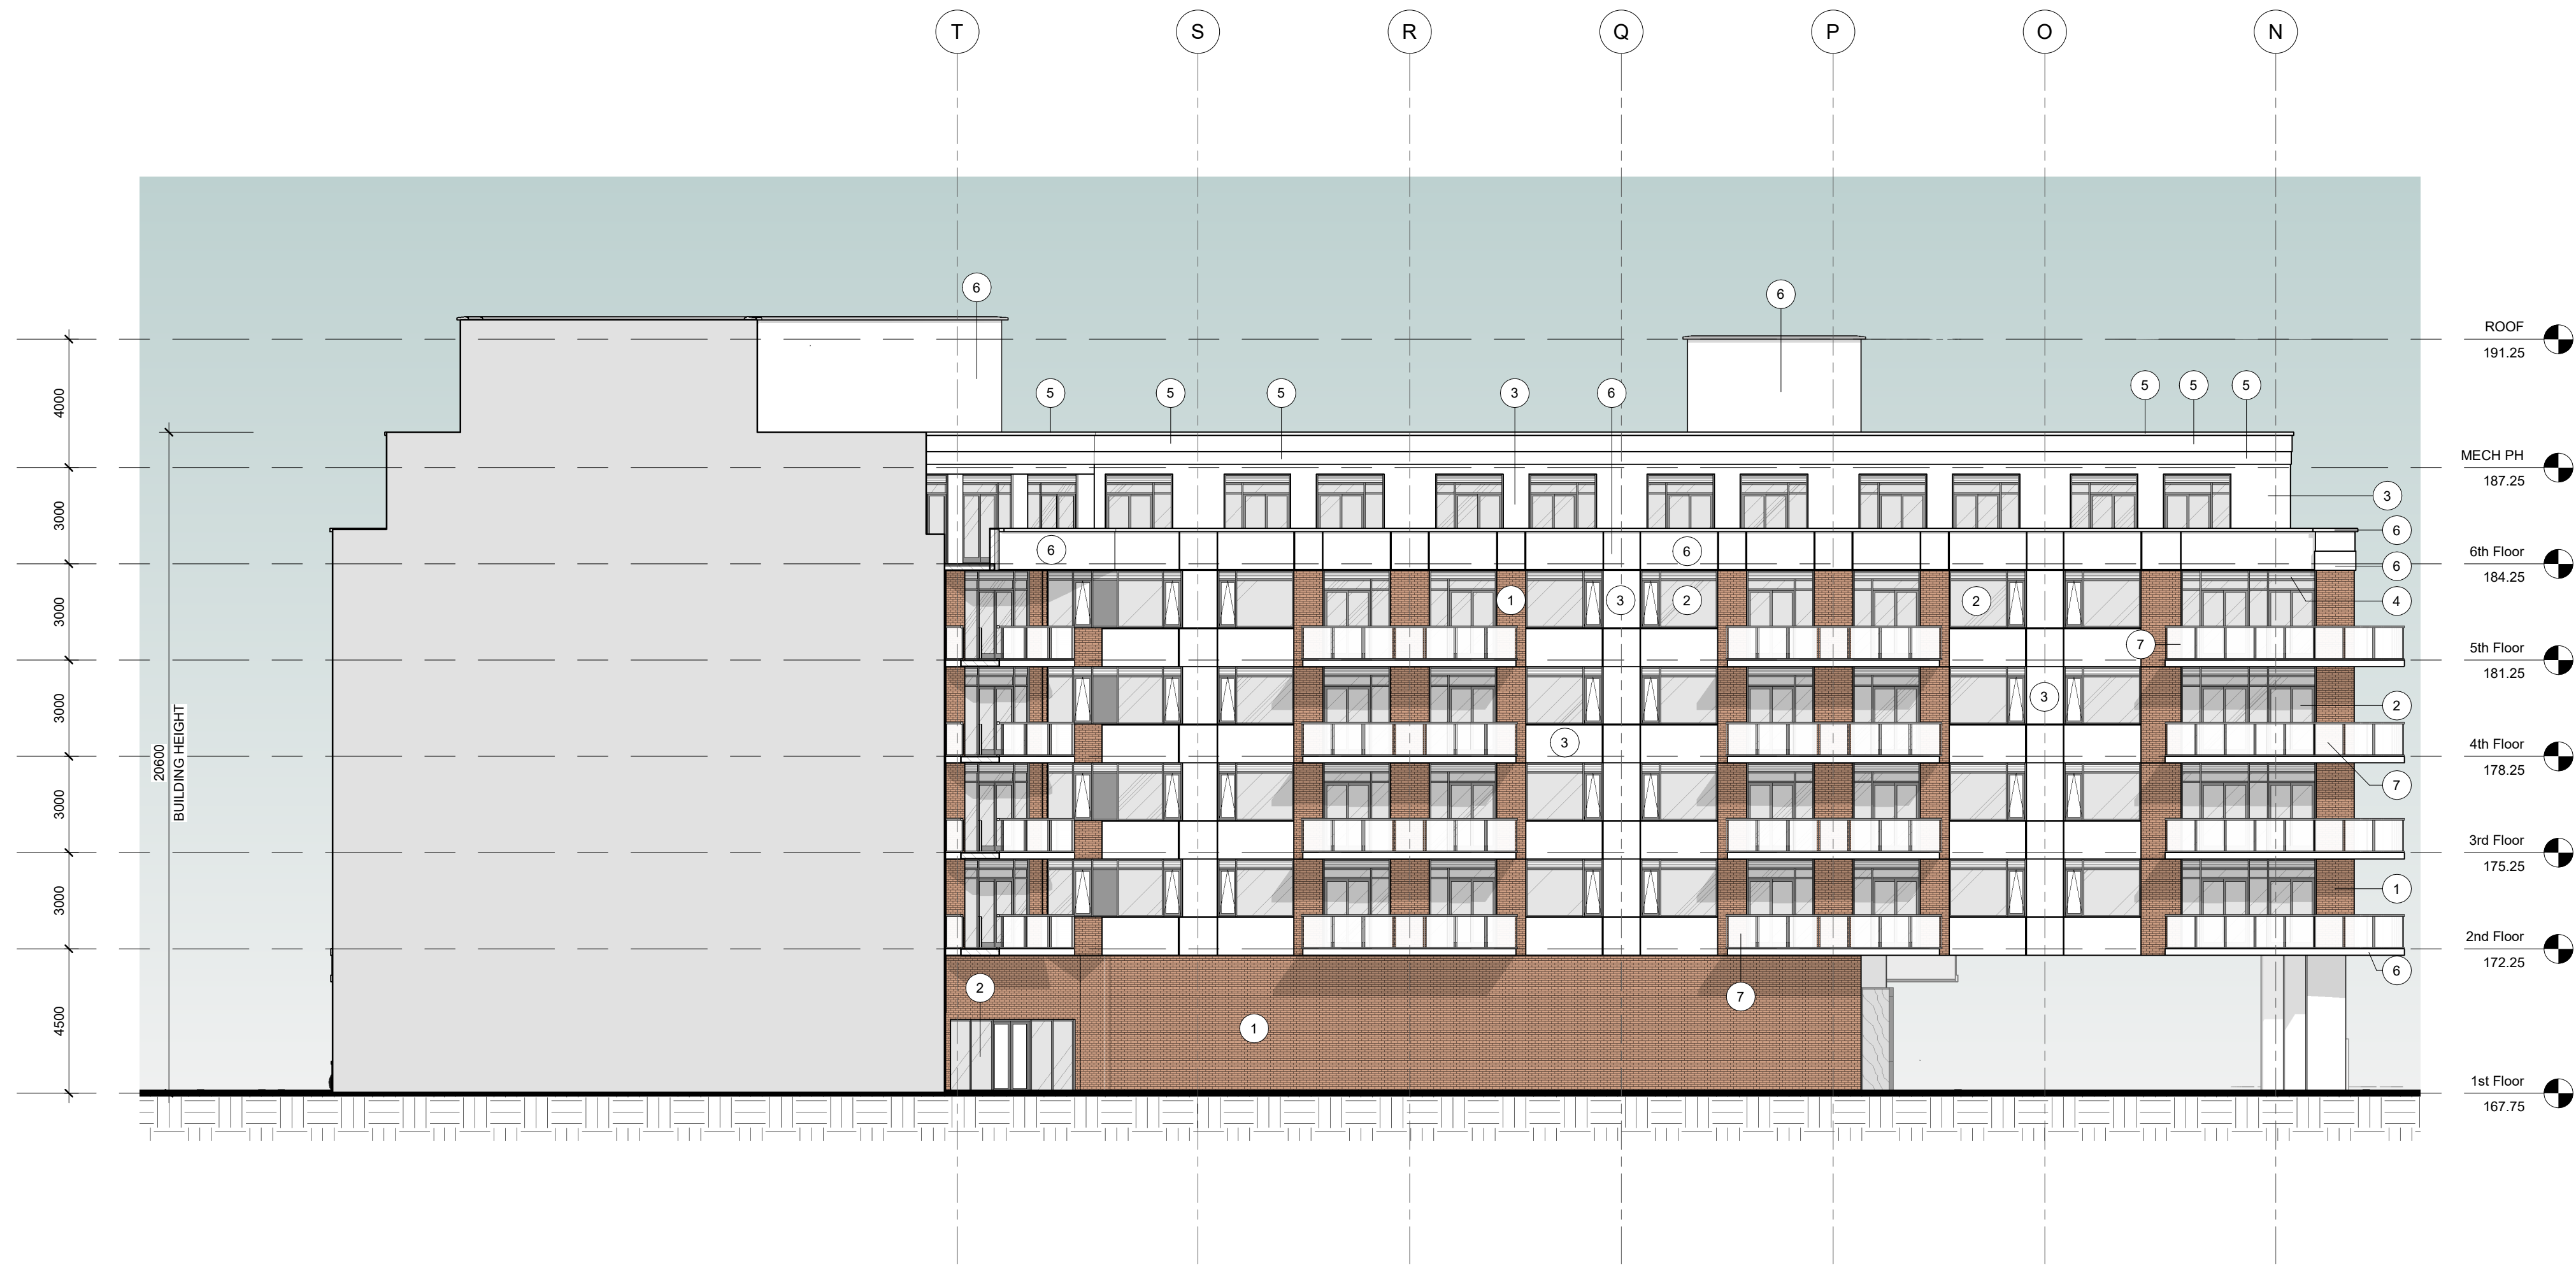 T S R Q P O N
6 6
ROOF
191.25
5 5 5 3 6 5 5 5
4000
MECH PH
187.25
3
3000
6 6 6
6th Floor
184.25
6
1 3 2 2 4
3000
7
5th Floor
181.25
3 2
3000
20600
BUILDING HEIGHT
3
4th Floor
178.25
7
3000
3rd Floor
175.25
1
3000
2nd Floor
172.25
6
2 7
1
4500
1st Floor
167.75